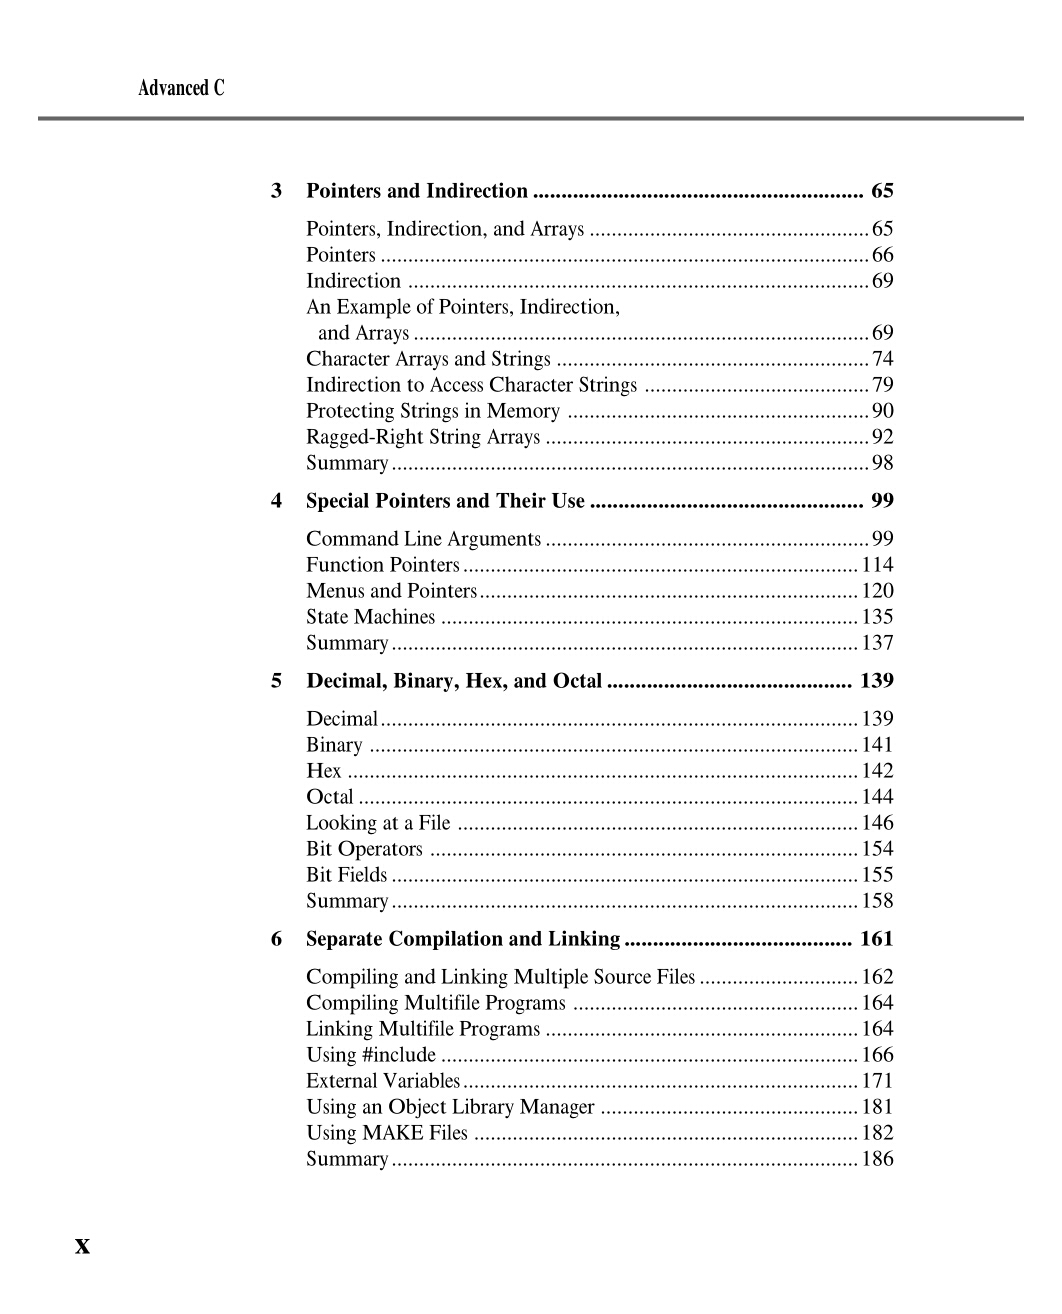 Advanced C
3 Pointers and Indirection .......................................................... 65
Pointers, Indirection, and Arrays ................................................... 65
Pointers ......................................................................................... 66
Indirection .................................................................................... 69
An Example of Pointers, Indirection,
and Arrays ................................................................................... 69
Character Arrays and Strings ......................................................... 74
Indirection to Access Character Strings ......................................... 79
Protecting Strings in Memory ....................................................... 90
Ragged-Right String Arrays ........................................................... 92
Summary ....................................................................................... 98
4 Special Pointers and Their Use ................................................ 99
Command Line Arguments ........................................................... 99
Function Pointers ........................................................................ 114
Menus and Pointers ..................................................................... 120
State Machines ............................................................................ 135
Summary ..................................................................................... 137
5 Decimal, Binary, Hex, and Octal ........................................... 139
Decimal ....................................................................................... 139
Binary ......................................................................................... 141
Hex ............................................................................................. 142
Octal ........................................................................................... 144
Looking at a File ......................................................................... 146
Bit Operators .............................................................................. 154
Bit Fields ..................................................................................... 155
Summary ..................................................................................... 158
6 Separate Compilation and Linking ........................................ 161
Compiling and Linking Multiple Source Files ............................. 162
Compiling Multifile Programs .................................................... 164
Linking Multifile Programs ......................................................... 164
Using #include ............................................................................ 166
External Variables ........................................................................ 171
Using an Object Library Manager ............................................... 181
Using MAKE Files ...................................................................... 182
Summary ..................................................................................... 186
x